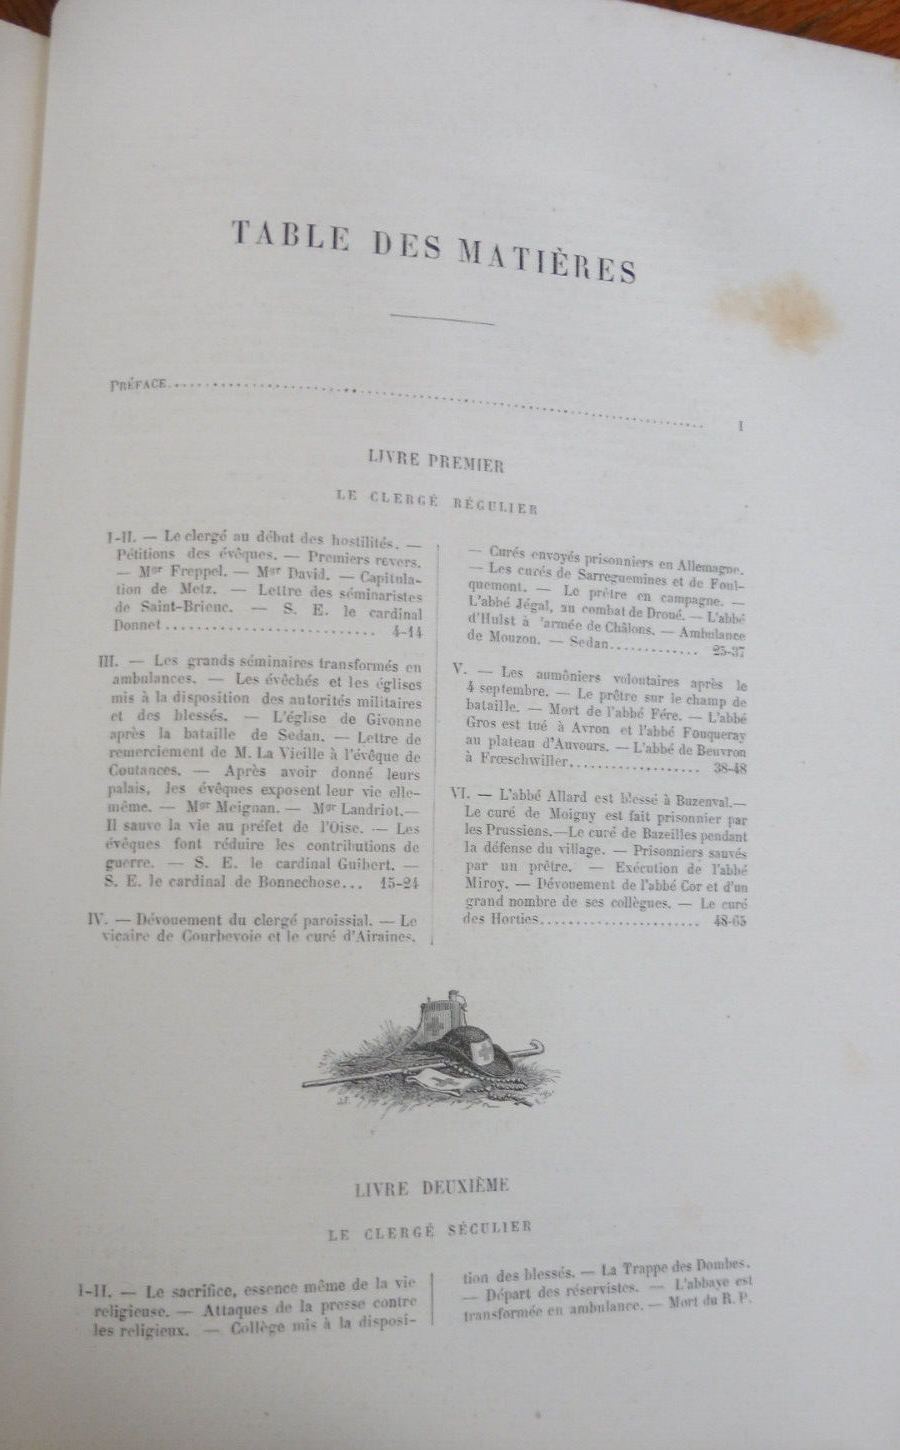 TABLE DES MATIÈRES
PRÉFACE. I
LIVRE PREMIER
LE CLERGÉ RÉGULIER
I-II. — Le clergé au début des hostilités. —
Pétitions des évêques. — Premiers revers.
— Mgr Freppel. — Mgr David. — Capitula-
tion de Metz. — Lettre des séminaristes
de Saint-Brieuc. — S. E. le cardinal
Donnet. 4-14
III. — Les grands séminaires transformés en
ambulances. — Les évêchés et les églises
mis à la disposition des autorités militaires
et des blessés. — L'église de Givonne
après la bataille de Sedan. — Lettre de
remerciement de M. La Vieille à l'évêque de
Coutances. — Après avoir donné leurs
palais, les évêques exposent leur vie elle-
même. — Mgr Meignan. — Mgr Landriot.—
Il sauve la vie au préfet de l'Oise. — Les
évêques font réduire les contributions de
guerre. — S. E. le cardinal Guibert. —
S. E. le cardinal de Bonnechose... 15-24
IV. — Dévouement du clergé paroissial. — Le
vicaire de Courbevoie et le curé d'Airaines.
— Curés envoyés prisonniers en Allemagne.
— Les curés de Sarreguemines et de Foul-
quemont. — Le prêtre en campagne. —
L'abbé Jégal, au combat de Droué. — L'abbé
d'Hulst à 'armée de Châlons. — Ambulance
de Mouzon. — Sedan. 25-37
V. — Les aumôniers volontaires après le
4 septembre. — Le prêtre sur le champ de
bataille. — Mort de l'abbé Fére. — L'abbé
Gros est tué à Avron et l'abbé Fouqueray
au plateau d'Auvours. — L'abbé de Beuvron
à Frœschwiller. 38-48
VI. — L'abbé Allard est blessé à Buzenval.—
Le curé de Moigny est fait prisonnier par
les Prussiens.—Le curé de Bazeilles pendant
la défense du village. — Prisonniers sauvés
par un prêtre. — Exécution de l'abbé
Miroy. — Dévouement de l'abbé Cor et d'un
grand nombre de ses collègues. — Le curé
des Horties. 48-65
LIVRE DEUXIÈME
LE CLERGÉ SÉCULIER
I-II. — Le sacrifice, essence même de la vie
religieuse. — Attaques de la presse contre
les religieux. — Collège mis à la disposi-
tion des blessés. — La Trappe des Dombes.
— Départ des réservistes. — L'abbaye est
transformée en ambulance. — Mort du R. P.